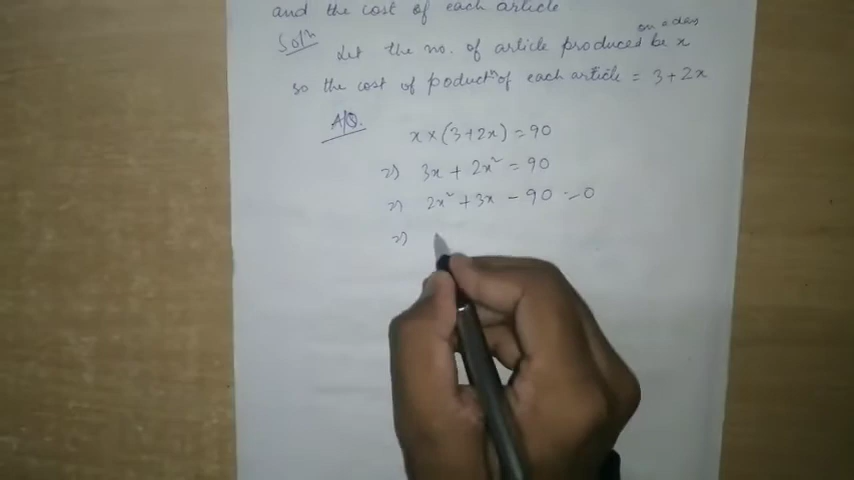 and the cost of each article
Solⁿ Let the no. of article produced on a day be x
so the cost of poductⁿ of each article = 3+2x
A/Q. x × (3+2x) = 90
=) 3x + 2x² = 90
=) 2x² + 3x - 90 = 0
=)